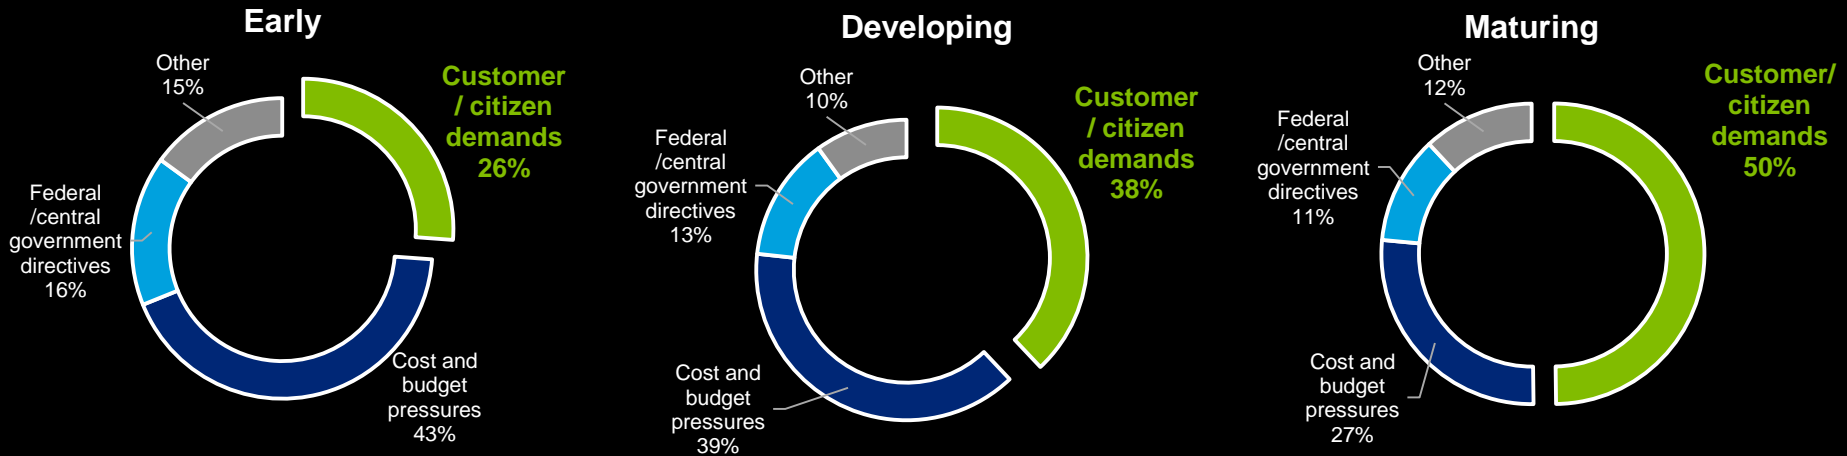 Early
Other
15%
Customer
/ citizen
demands
26%
Federal
/central
government
directives
16%
Cost and
budget
pressures
43%
Developing
Other
10%
Customer
/ citizen
demands
38%
Federal
/central
government
directives
13%
Cost and
budget
pressures
39%
Maturing
Other
12%
Customer/
citizen
demands
50%
Federal
/central
government
directives
11%
Cost and
budget
pressures
27%